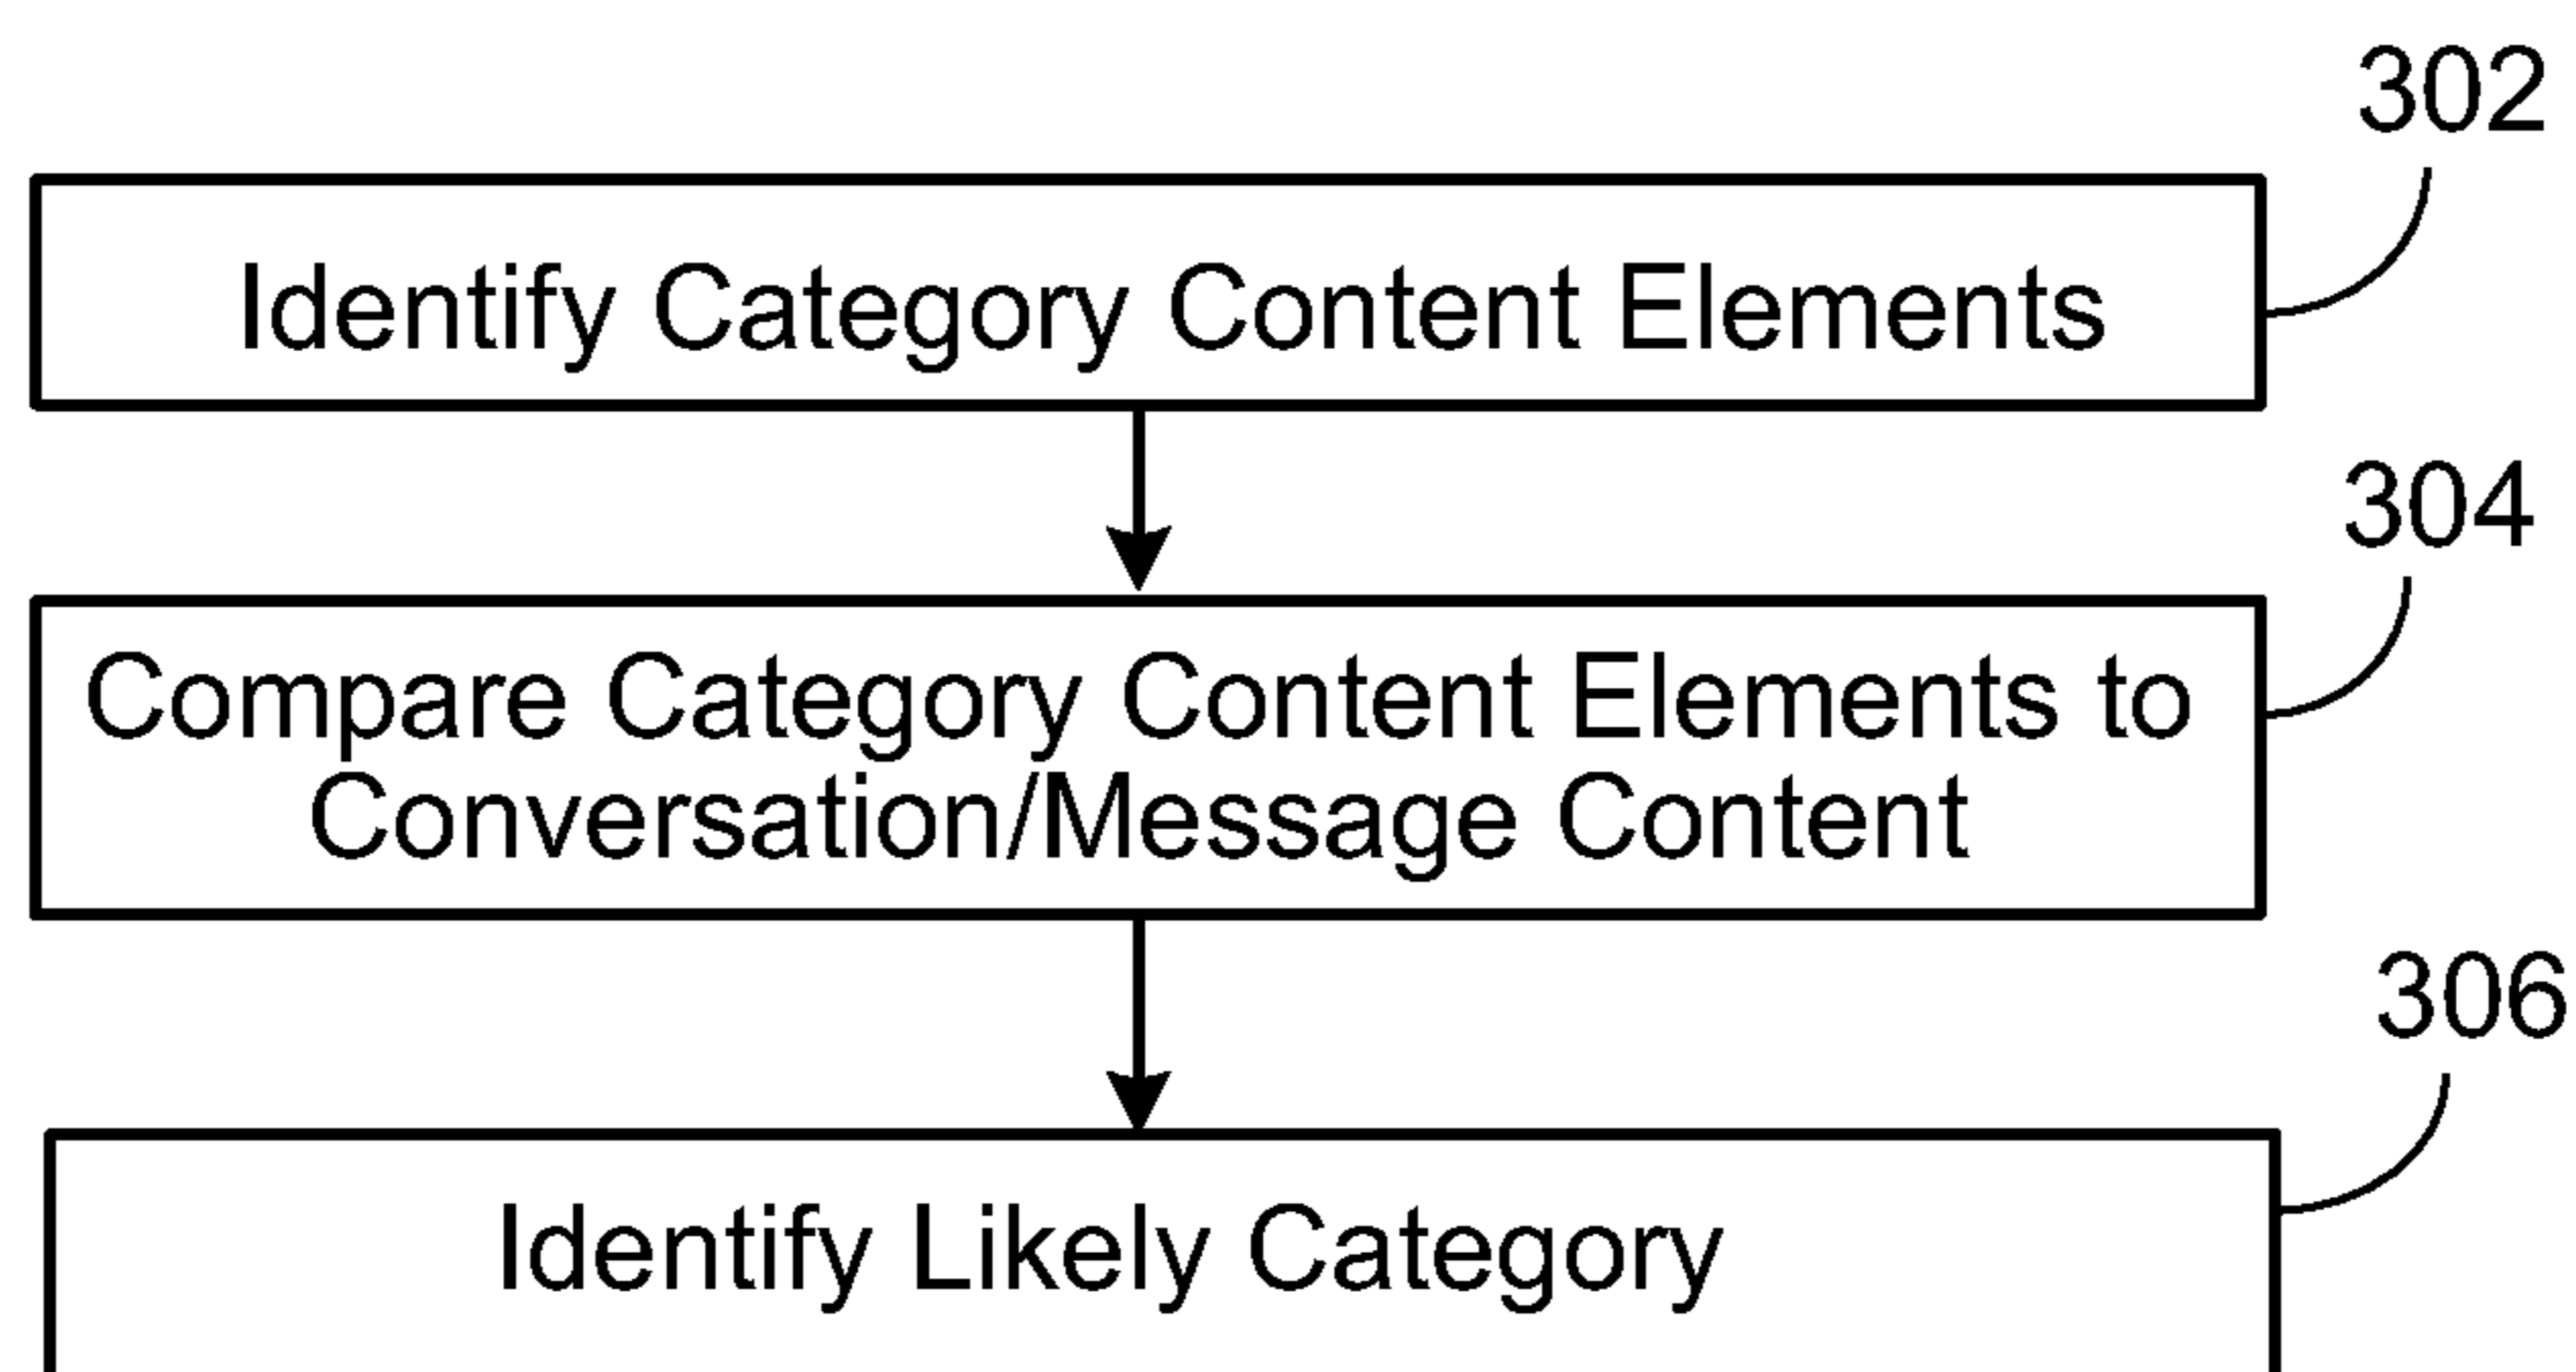 302
Identify Category Content Elements
304
Compare Category Content Elements to
Conversation/Message Content
306
Identify Likely Category